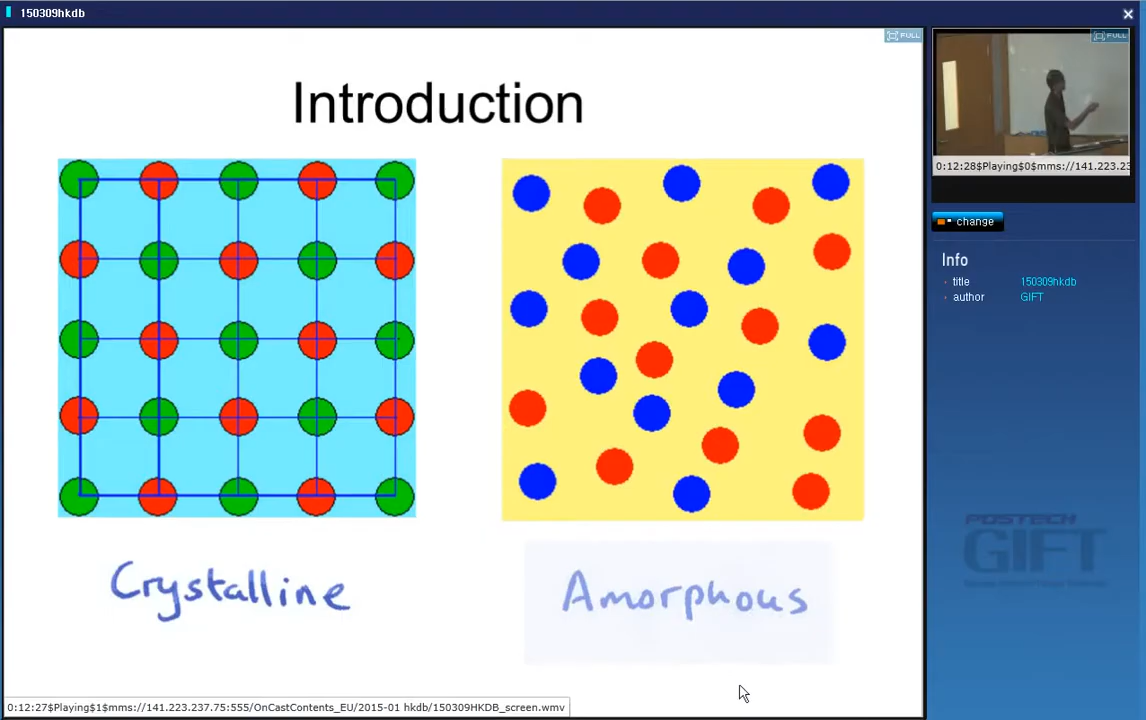 150309hkdb
FULL
Introduction
Crystalline
Amorphous
0:12:27$Playing$1$mms://141.223.237.75:555/OnCastContents_EU/2015-01 hkdb/150309HKDB_screen.wmv
FULL
0:12:28$Playing$0$mms://141.223.23
change
Info
title 150309hkdb
author GIFT
POSTECH
GIFT